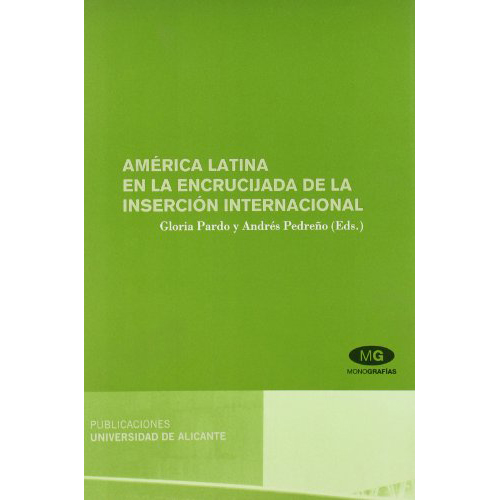 AMÉRICA LATINA
EN LA ENCRUCIJADA DE LA
INSERCIÓN INTERNACIONAL
Gloria Pardo y Andrés Pedreño (Eds.)
MG
MONOGRAFÍAS
PUBLICACIONES
UNIVERSIDAD DE ALICANTE